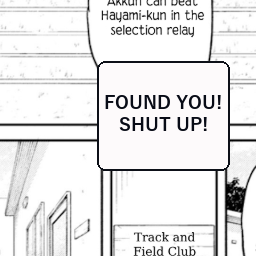 Akkun can beat
Hayami-kun in the
selection relay
FOUND YOU!
SHUT UP!
Track and
Field Club